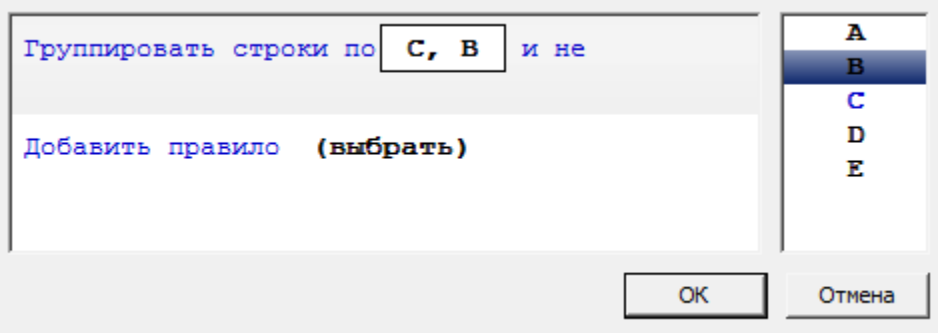 Группировать строки по C, B и не
Добавить правило (выбрать)
A
B
C
D
E
OK Отмена